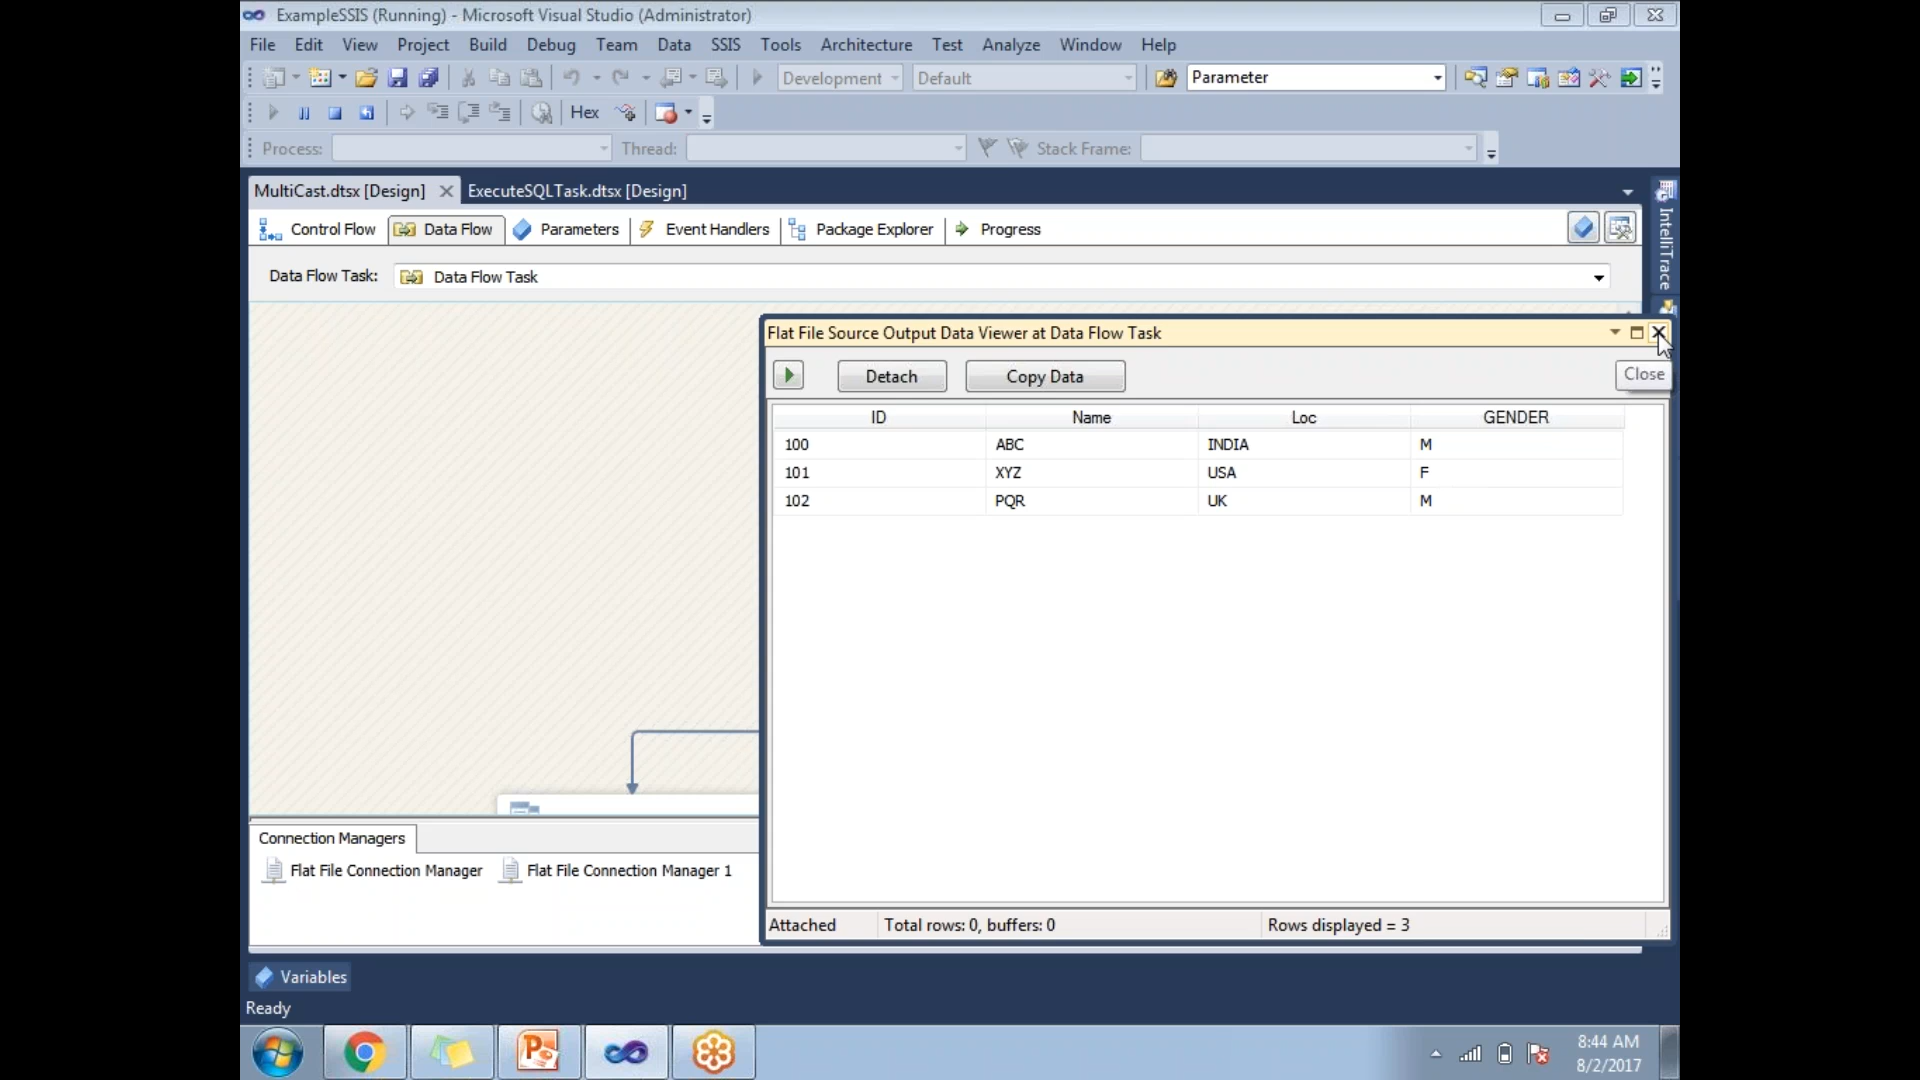 ExampleSSIS (Running) - Microsoft Visual Studio (Administrator)
File Edit View Project Build Debug Team Data SSIS Tools Architecture Test Analyze Window Help
Development Default Parameter
Hex
Process: Thread: Stack Frame:
MultiCast.dtsx [Design] ExecuteSQLTask.dtsx [Design]
IntelliTrace
Control Flow Data Flow Parameters Event Handlers Package Explorer Progress
Data Flow Task: Data Flow Task
Flat File Source Output Data Viewer at Data Flow Task
Detach Copy Data Close
ID Name Loc GENDER
100 ABC INDIA M
101 XYZ USA F
102 PQR UK M
Connection Managers
Flat File Connection Manager Flat File Connection Manager 1
Attached Total rows: 0, buffers: 0 Rows displayed = 3
Variables
Ready
8:44 AM
8/2/2017